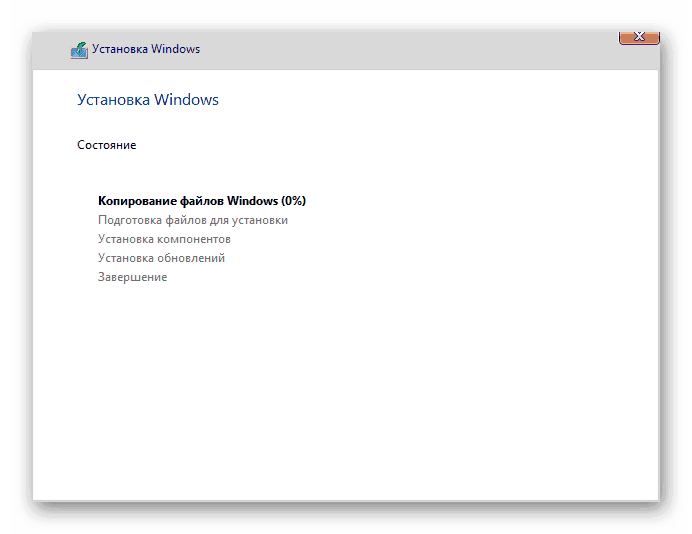 Установка Windows
Установка Windows
Состояние
Копирование файлов Windows (0%)
Подготовка файлов для установки
Установка компонентов
Установка обновлений
Завершение